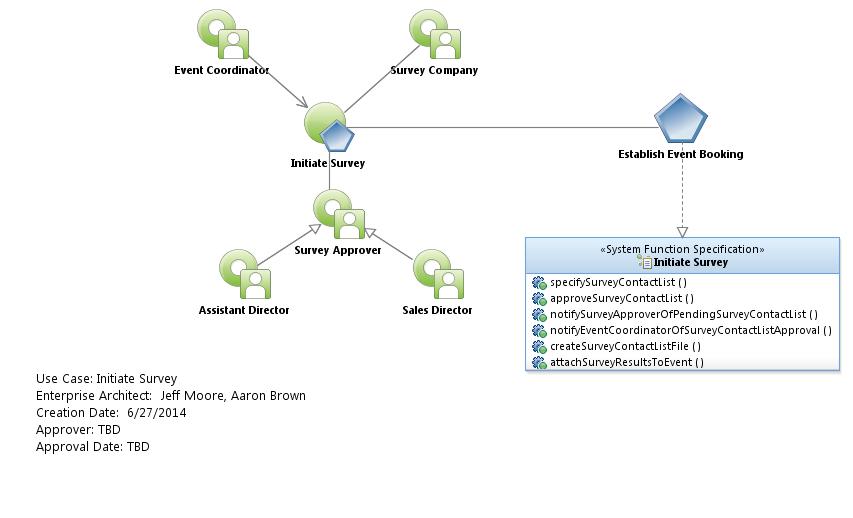 Event Coordinator
Survey Company
Initiate Survey
Establish Event Booking
Survey Approver
Assistant Director
Sales Director
«System Function Specification»
Initiate Survey
specifySurveyContactList ( )
approveSurveyContactList ( )
notifySurveyApproverOfPendingSurveyContactList ( )
notifyEventCoordinatorOfSurveyContactListApproval ( )
createSurveyContactListFile ( )
attachSurveyResultsToEvent ( )
Use Case: Initiate Survey
Enterprise Architect:  Jeff Moore, Aaron Brown
Creation Date:  6/27/2014
Approver: TBD
Approval Date: TBD